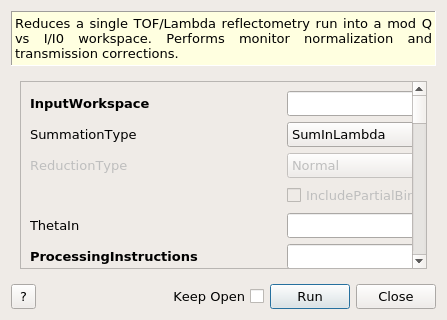 Reduces a single TOF/Lambda reflectometry run into a mod Q
vs I/I0 workspace. Performs monitor normalization and
transmission corrections.
InputWorkspace
SummationType SumInLambda
ReductionType Normal
IncludePartialBin
ThetaIn
ProcessingInstructions
? Keep Open Run Close